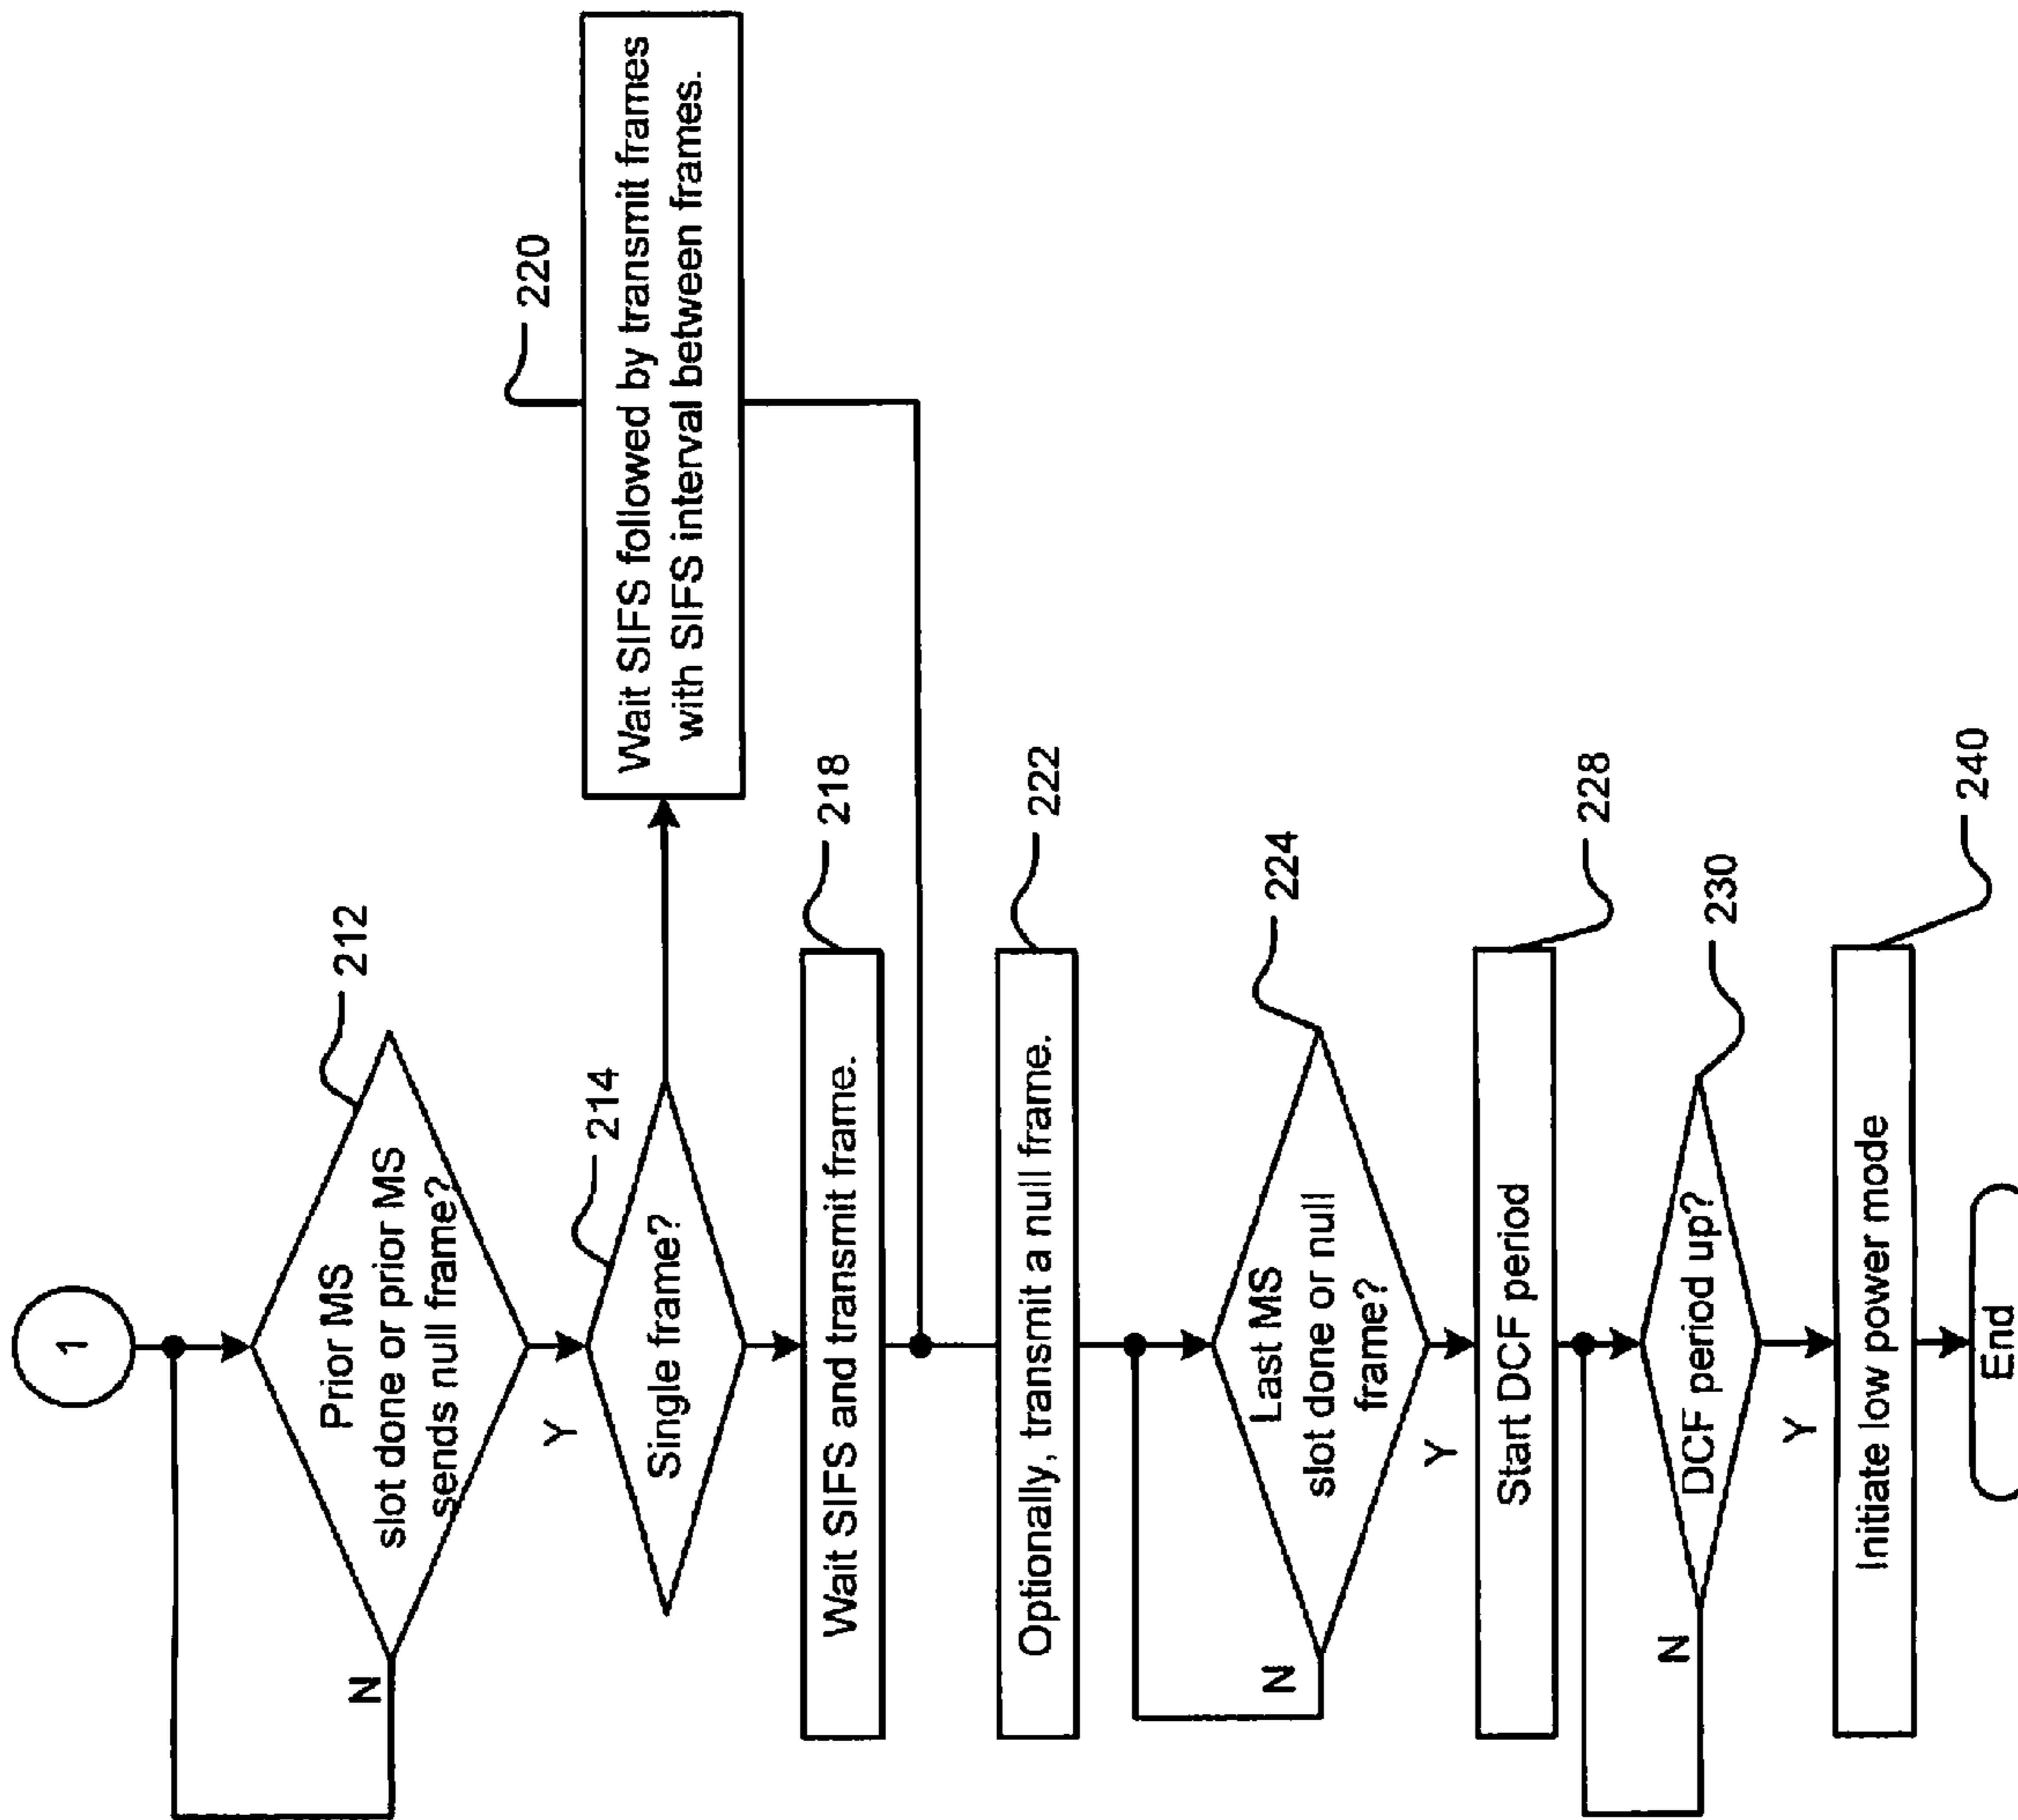 1
Prior MS
slot done or prior MS
sends null frame?
212
N
Y
Single frame?
214
Wait SIFS followed by transmit frames
with SIFS interval between frames.
220
Wait SIFS and transmit frame.
218
Optionally, transmit a null frame.
222
Last MS
slot done or null
frame?
224
N
Y
Start DCF period
228
DCF period up?
230
N
Y
Initiate low power mode
240
End